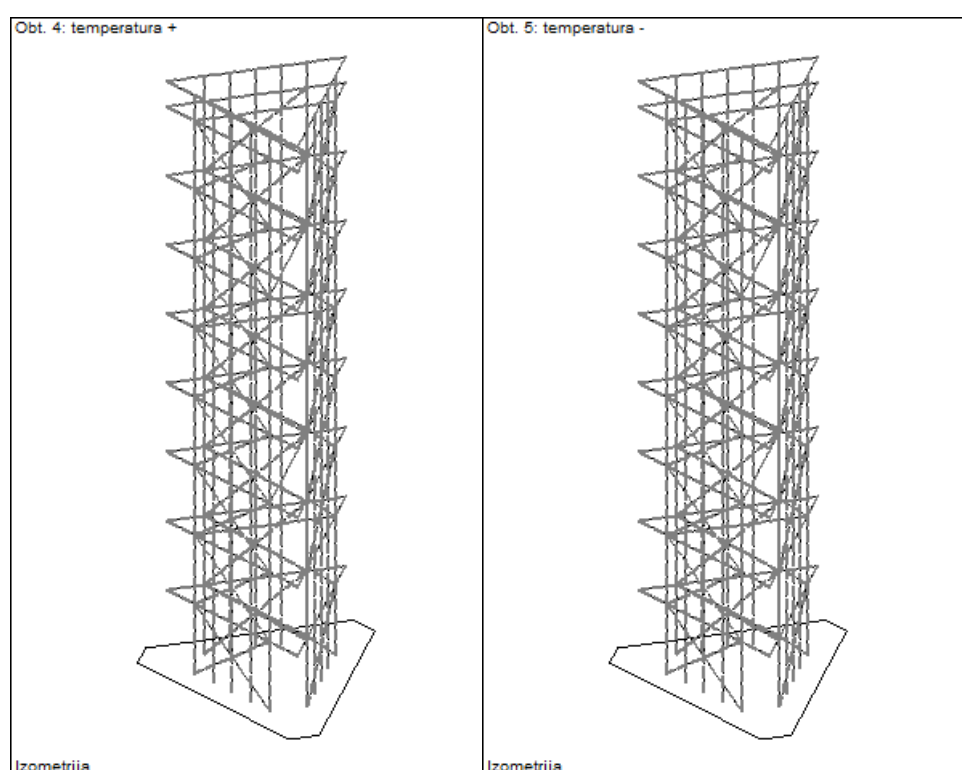 Obt. 4: temperatura +
Obt. 5: temperatura -
Izometrija
Izometrija